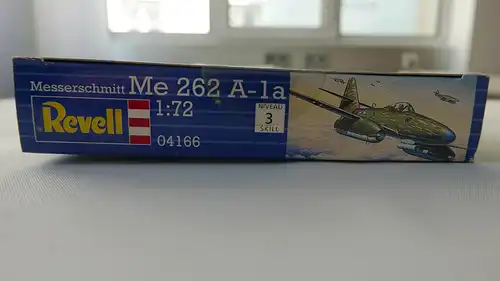 Messerschmitt Me 262 A-1a
Revell
1:72
04166
NIVEAU
3
SKILL